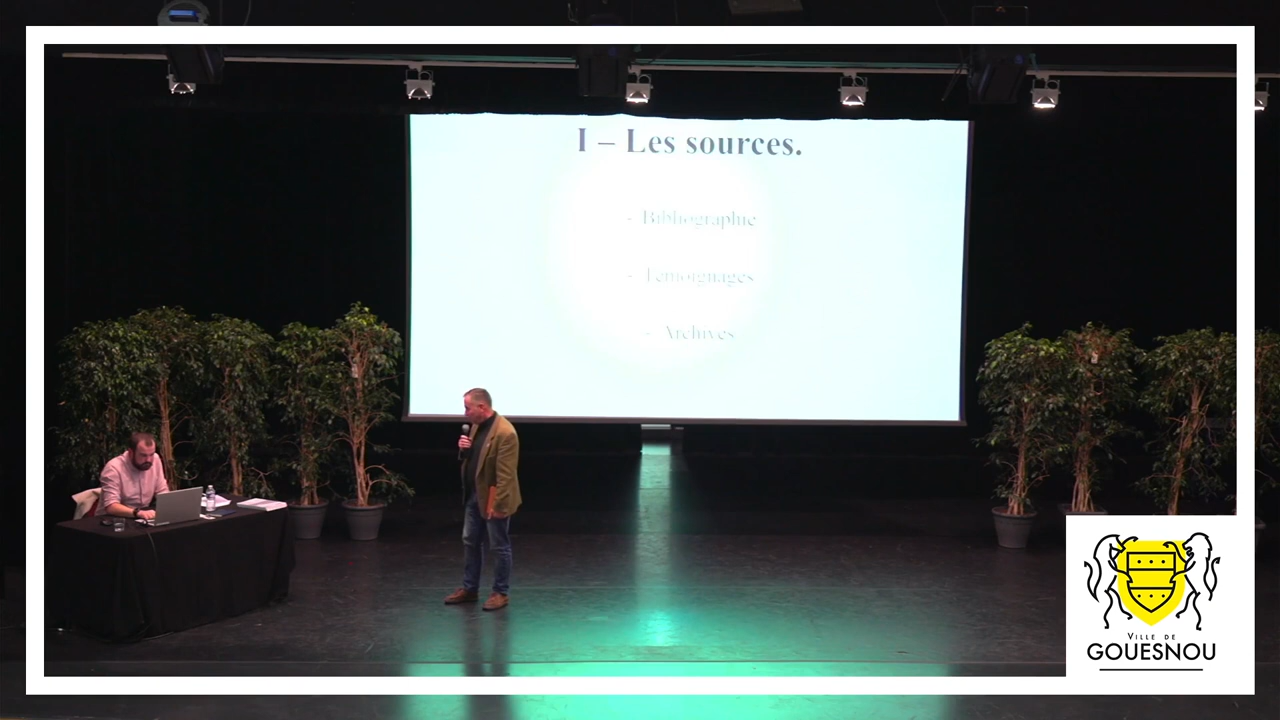 I – Les sources.
- Bibliographie
- Témoignages
- Archives
VILLE DE
GOUESNOU